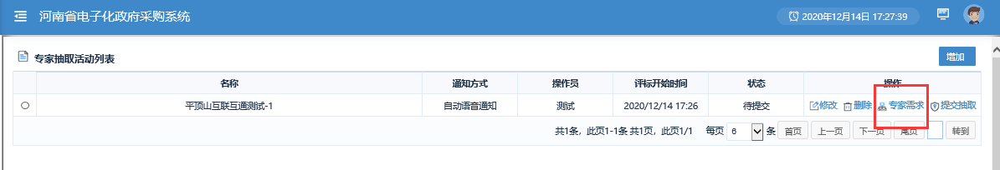 河南省电子化政府采购系统 2020年12月14日 17:27:39
专家抽取活动列表 增加
名称 通知方式 操作员 评标开始时间 状态 操作
平顶山互联互通测试-1 自动语音通知 测试 2020/12/14 17:26 待提交 修改 删除 专家需求 提交抽取
共1条，此页1-1条 共1页，此页1/1 每页 6 条 首页 上一页 下一页 尾页 转到